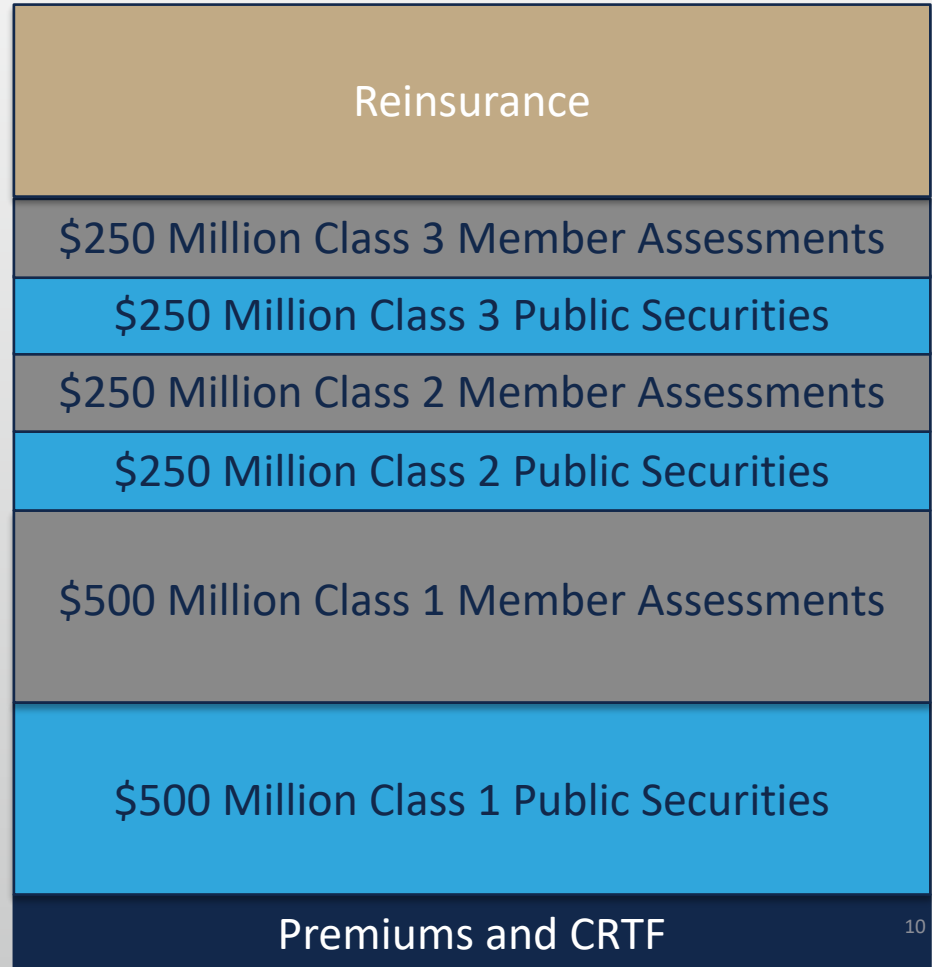 Reinsurance
$250 Million Class 3 Member Assessments
$250 Million Class 3 Public Securities
$250 Million Class 2 Member Assessments
$250 Million Class 2 Public Securities
$500 Million Class 1 Member Assessments
$500 Million Class 1 Public Securities
Premiums and CRTF
10